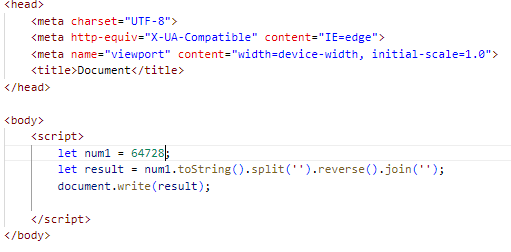 <head>
<meta charset="UTF-8">
<meta http-equiv="X-UA-Compatible" content="IE=edge">
<meta name="viewport" content="width=device-width, initial-scale=1.0">
<title>Document</title>
</head>
<body>
<script>
let num1 = 64728;
let result = num1.toString().split('').reverse().join('');
document.write(result);
</script>
</body>